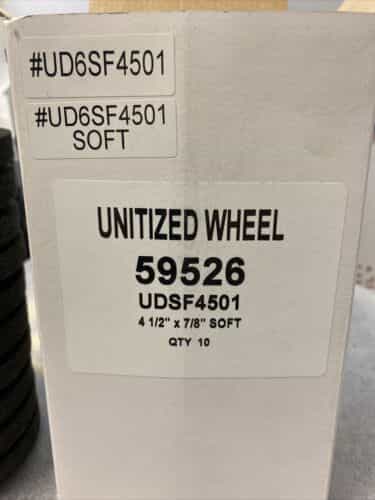 #UD6SF4501
#UD6SF4501
SOFT
UNITIZED WHEEL
59526
UDSF4501
4 1/2" x 7/8" SOFT
QTY 10